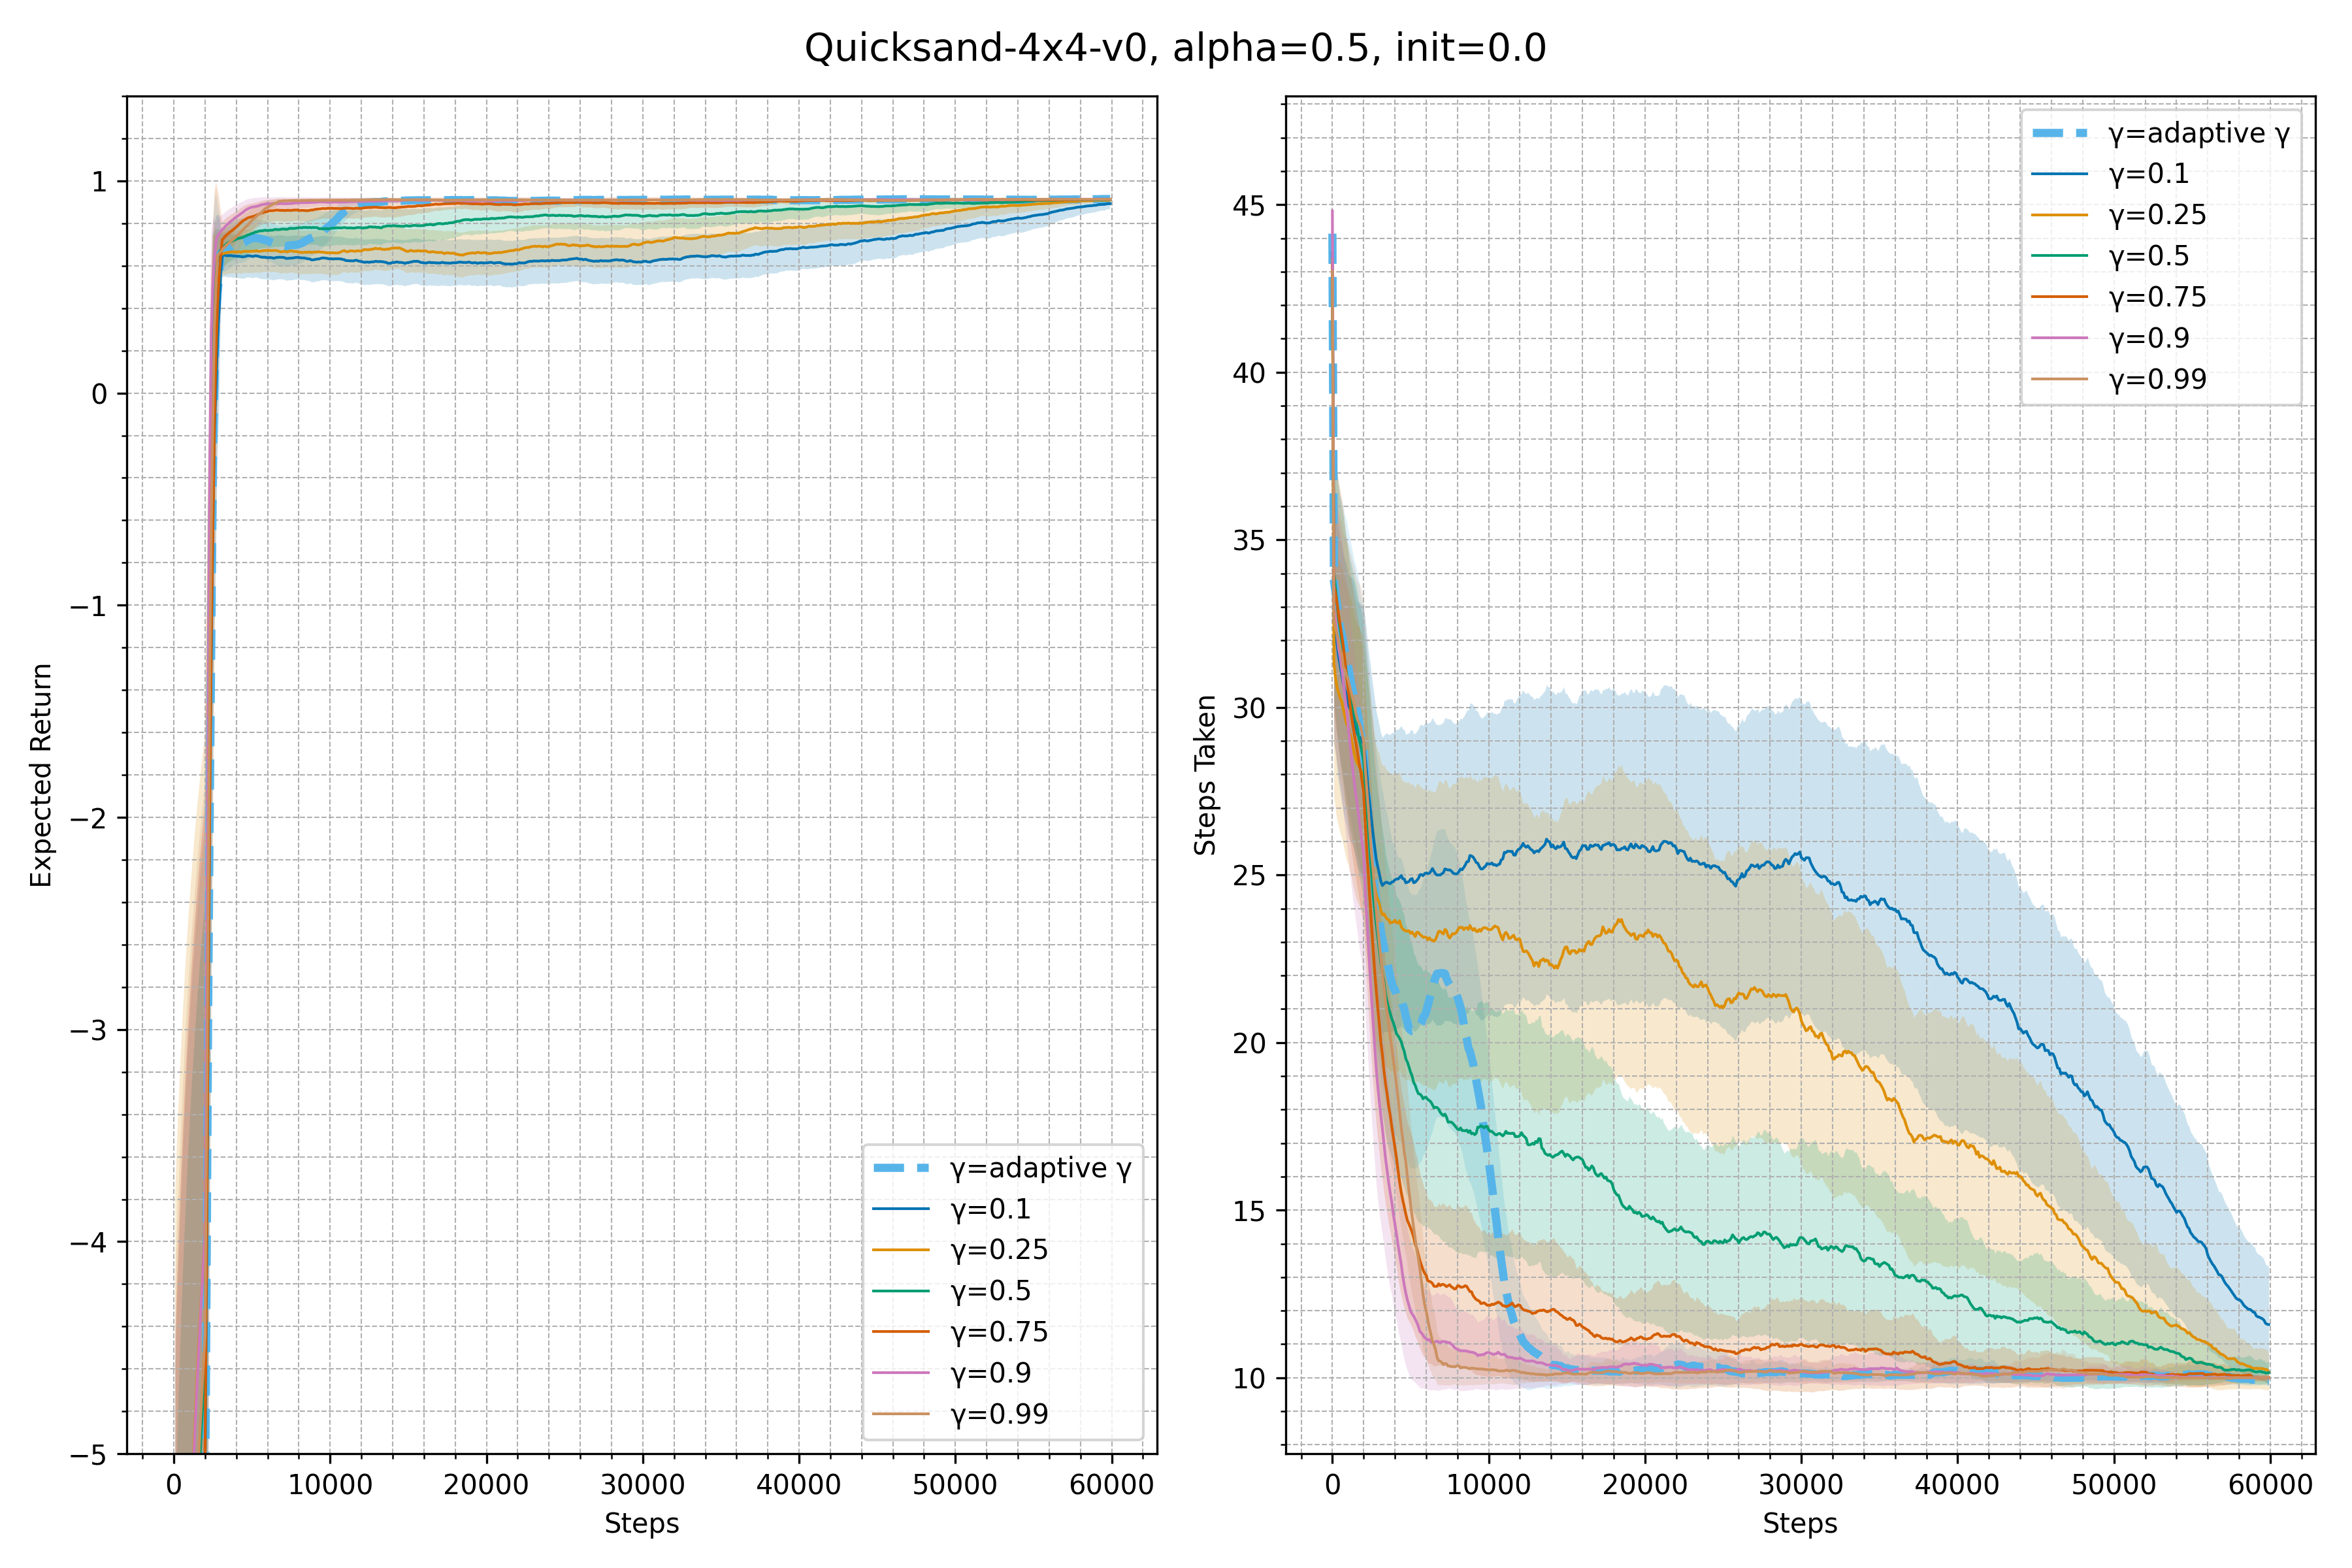 Quicksand-4x4-v0, alpha=0.5, init=0.0
Expected Return
1
0
−1
−2
−3
−4
−5
0 10000 20000 30000 40000 50000 60000
Steps
γ=adaptive γ
γ=0.1
γ=0.25
γ=0.5
γ=0.75
γ=0.9
γ=0.99
Steps Taken
45
40
35
30
25
20
15
10
0 10000 20000 30000 40000 50000 60000
Steps
γ=adaptive γ
γ=0.1
γ=0.25
γ=0.5
γ=0.75
γ=0.9
γ=0.99